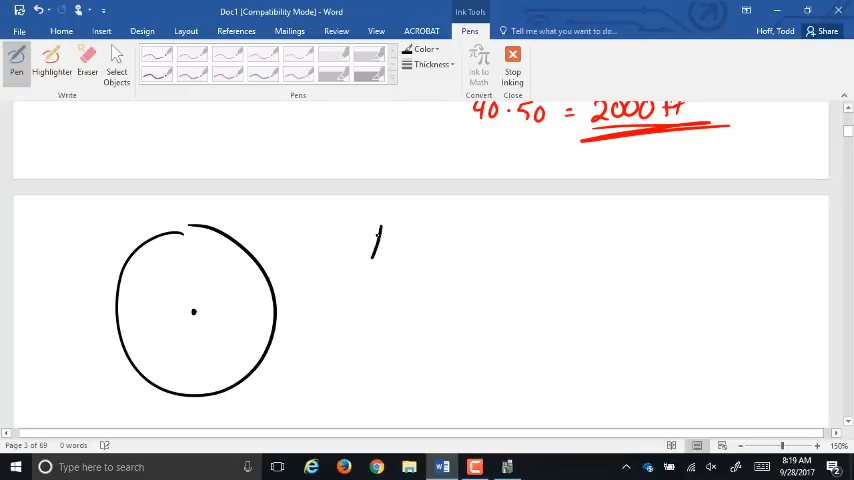 Doc1 [Compatibility Mode] - Word
Ink Tools
Hoff, Todd
File Home Insert Design Layout References Mailings Review View ACROBAT Pens Tell me what you want to do... Share
Pen Highlighter Eraser Select Objects
Color
Thickness
Ink to Math
Stop Inking
Write Pens Convert Close
40 · 50 = 2000 ft
Page 3 of 69 0 words 150%
Type here to search
8:19 AM
9/28/2017
2